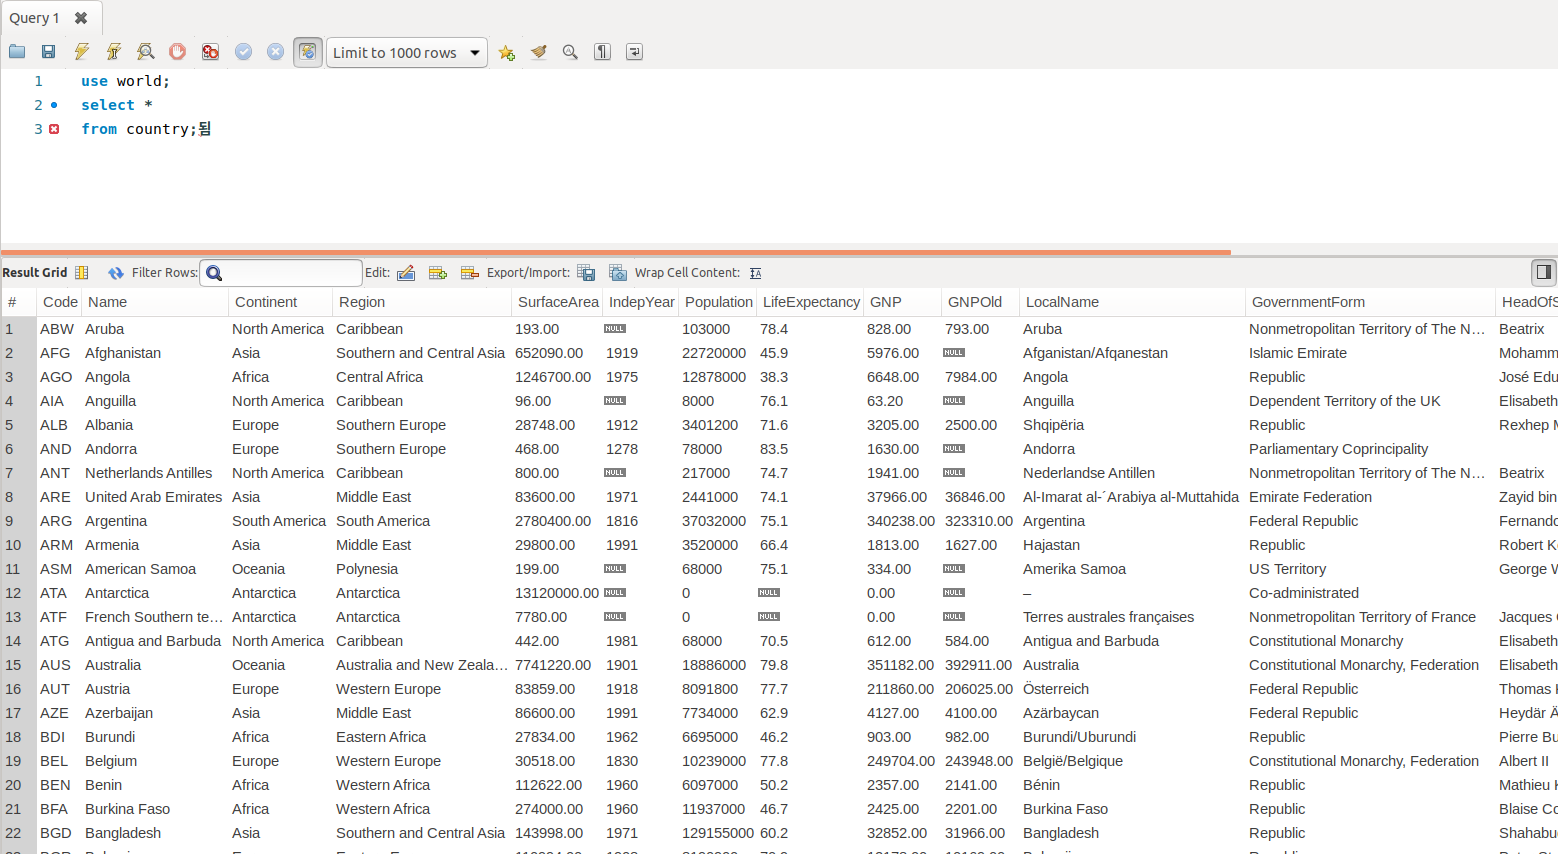 Query 1
Limit to 1000 rows
1 use world;
2 select *
3 from country;됨
Result Grid Filter Rows: Edit: Export/Import: Wrap Cell Content:
# Code Name Continent Region SurfaceArea IndepYear Population LifeExpectancy GNP GNPOld LocalName GovernmentForm HeadOfS
1 ABW Aruba North America Caribbean 193.00 NULL 103000 78.4 828.00 793.00 Aruba Nonmetropolitan Territory of The N... Beatrix
2 AFG Afghanistan Asia Southern and Central Asia 652090.00 1919 22720000 45.9 5976.00 NULL Afganistan/Afqanestan Islamic Emirate Mohamm
3 AGO Angola Africa Central Africa 1246700.00 1975 12878000 38.3 6648.00 7984.00 Angola Republic José Edu
4 AIA Anguilla North America Caribbean 96.00 NULL 8000 76.1 63.20 NULL Anguilla Dependent Territory of the UK Elisabeth
5 ALB Albania Europe Southern Europe 28748.00 1912 3401200 71.6 3205.00 2500.00 Shqipëria Republic Rexhep M
6 AND Andorra Europe Southern Europe 468.00 1278 78000 83.5 1630.00 NULL Andorra Parliamentary Coprincipality
7 ANT Netherlands Antilles North America Caribbean 800.00 NULL 217000 74.7 1941.00 NULL Nederlandse Antillen Nonmetropolitan Territory of The N... Beatrix
8 ARE United Arab Emirates Asia Middle East 83600.00 1971 2441000 74.1 37966.00 36846.00 Al-Imarat al-´Arabiya al-Muttahida Emirate Federation Zayid bin
9 ARG Argentina South America South America 2780400.00 1816 37032000 75.1 340238.00 323310.00 Argentina Federal Republic Fernando
10 ARM Armenia Asia Middle East 29800.00 1991 3520000 66.4 1813.00 1627.00 Hajastan Republic Robert K
11 ASM American Samoa Oceania Polynesia 199.00 NULL 68000 75.1 334.00 NULL Amerika Samoa US Territory George W
12 ATA Antarctica Antarctica Antarctica 13120000.00 NULL 0 NULL 0.00 NULL – Co-administrated
13 ATF French Southern te... Antarctica Antarctica 7780.00 NULL 0 NULL 0.00 NULL Terres australes françaises Nonmetropolitan Territory of France Jacques
14 ATG Antigua and Barbuda North America Caribbean 442.00 1981 68000 70.5 612.00 584.00 Antigua and Barbuda Constitutional Monarchy Elisabeth
15 AUS Australia Oceania Australia and New Zeala... 7741220.00 1901 18886000 79.8 351182.00 392911.00 Australia Constitutional Monarchy, Federation Elisabeth
16 AUT Austria Europe Western Europe 83859.00 1918 8091800 77.7 211860.00 206025.00 Österreich Federal Republic Thomas K
17 AZE Azerbaijan Asia Middle East 86600.00 1991 7734000 62.9 4127.00 4100.00 Azärbaycan Federal Republic Heydär Ä
18 BDI Burundi Africa Eastern Africa 27834.00 1962 6695000 46.2 903.00 982.00 Burundi/Uburundi Republic Pierre Bu
19 BEL Belgium Europe Western Europe 30518.00 1830 10239000 77.8 249704.00 243948.00 België/Belgique Constitutional Monarchy, Federation Albert II
20 BEN Benin Africa Western Africa 112622.00 1960 6097000 50.2 2357.00 2141.00 Bénin Republic Mathieu K
21 BFA Burkina Faso Africa Western Africa 274000.00 1960 11937000 46.7 2425.00 2201.00 Burkina Faso Republic Blaise Co
22 BGD Bangladesh Asia Southern and Central Asia 143998.00 1971 129155000 60.2 32852.00 31966.00 Bangladesh Republic Shahabu